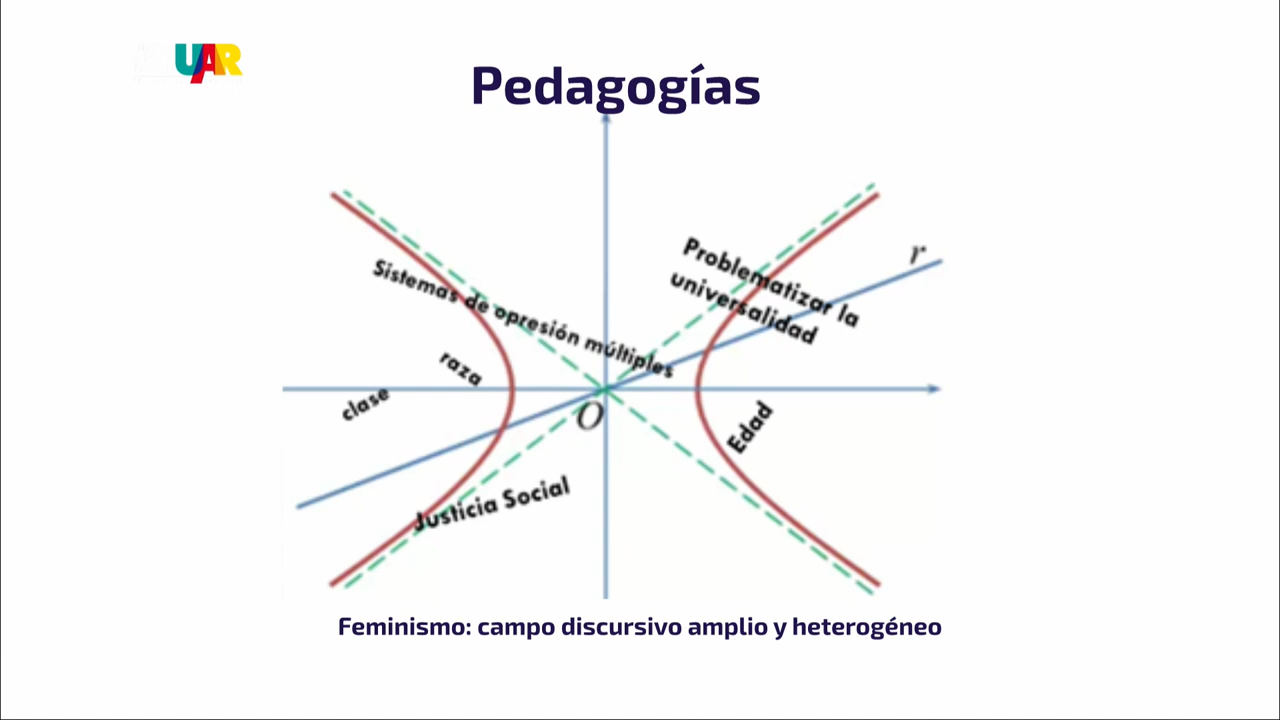 UAR
Pedagogías
Problematizar la
universalidad
r
Sistemas de opresión múltiples
raza
clase
O
Edad
Justicia Social
Feminismo: campo discursivo amplio y heterogéneo